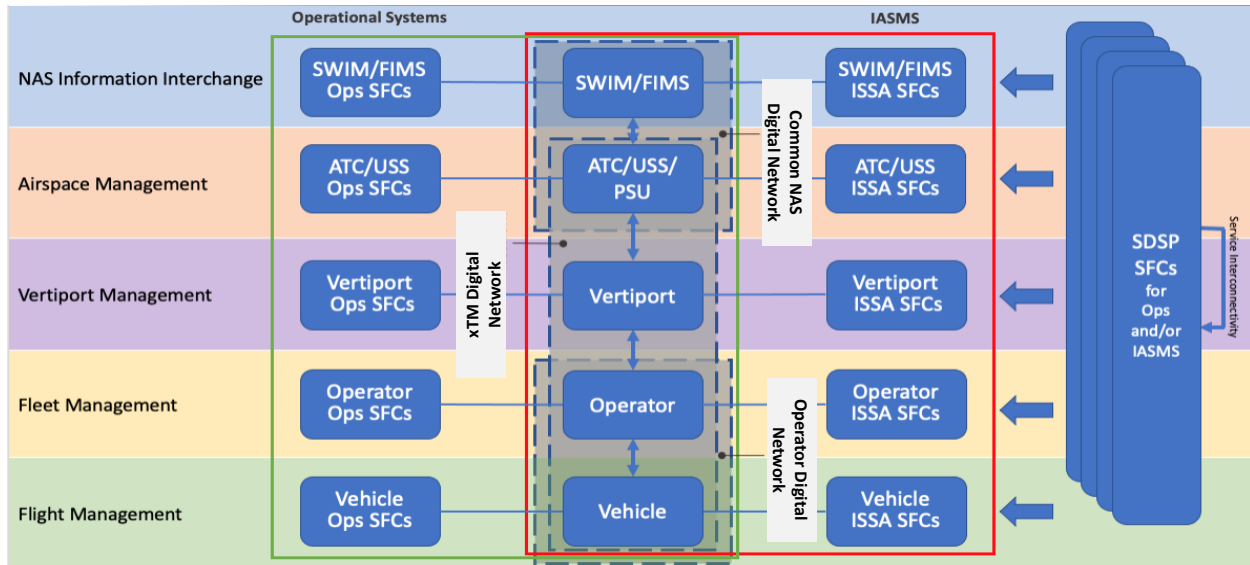 Operational Systems
IASMS
NAS Information Interchange
SWIM/FIMS
Ops SFCs
SWIM/FIMS
SWIM/FIMS
ISSA SFCs
Common NAS
Digital Network
Airspace Management
ATC/USS
Ops SFCs
ATC/USS/
PSU
ATC/USS
ISSA SFCs
xTM Digital
Network
Vertiport Management
Vertiport
Ops SFCs
Vertiport
Vertiport
ISSA SFCs
Fleet Management
Operator
Ops SFCs
Operator
Operator
ISSA SFCs
Operator Digital
Network
Flight Management
Vehicle
Ops SFCs
Vehicle
Vehicle
ISSA SFCs
SDSP
SFCs
for
Ops
and/or
IASMS
Service Interconnectivity